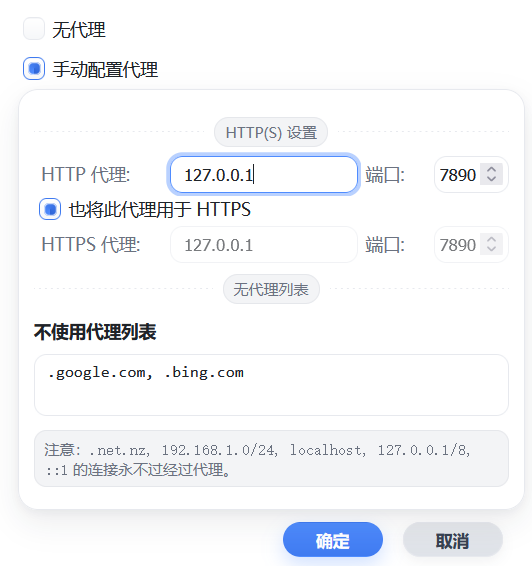 无代理
手动配置代理
HTTP(S) 设置
HTTP 代理: 127.0.0.1 端口: 7890
也将此代理用于 HTTPS
HTTPS 代理: 127.0.0.1 端口: 7890
无代理列表
不使用代理列表
.google.com, .bing.com
注意: .net.nz, 192.168.1.0/24, localhost, 127.0.0.1/8,
::1 的连接永不过经过代理。
确定 取消